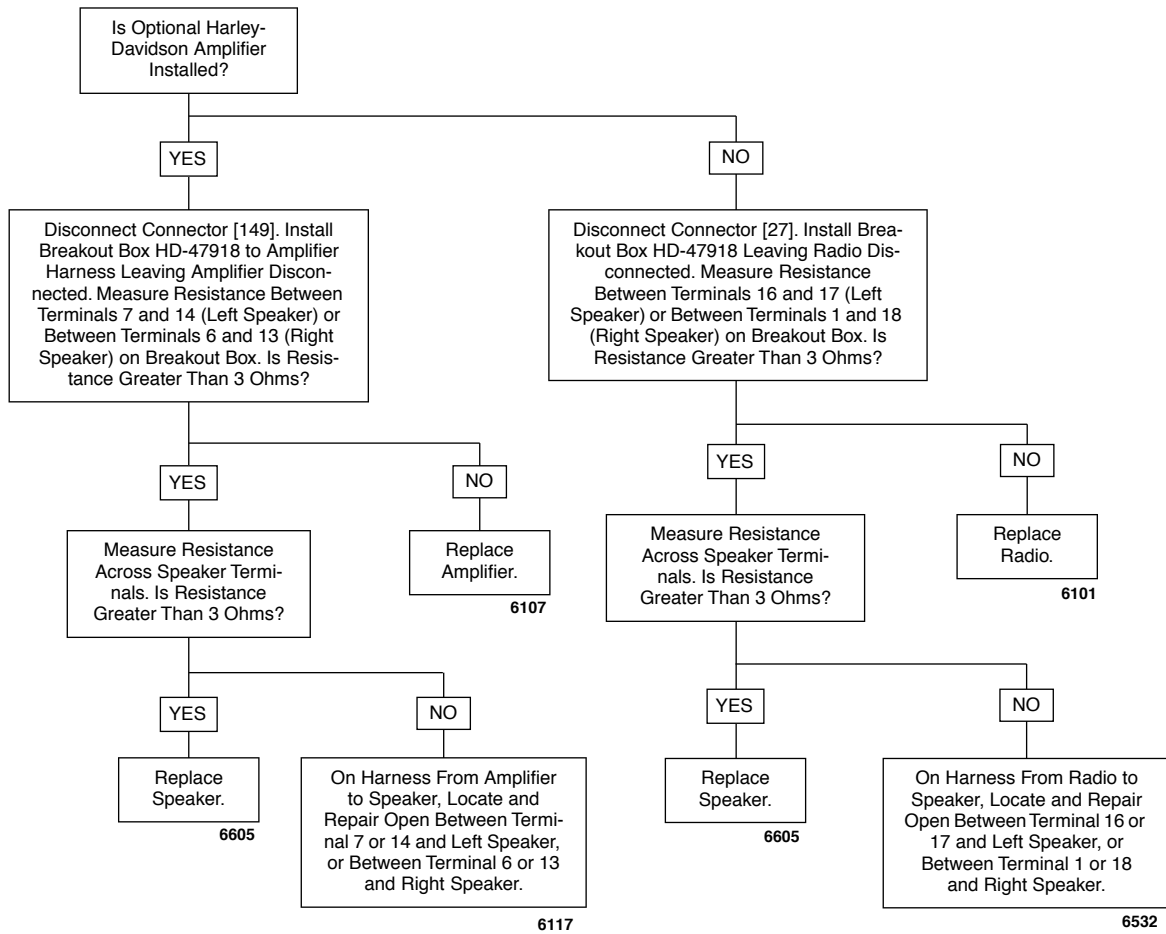 Is Optional Harley-
Davidson Amplifier
Installed?
YES
NO
Disconnect Connector [149]. Install
Breakout Box HD-47918 to Amplifier
Harness Leaving Amplifier Discon-
nected. Measure Resistance Between
Terminals 7 and 14 (Left Speaker) or
Between Terminals 6 and 13 (Right
Speaker) on Breakout Box. Is Resis-
tance Greater Than 3 Ohms?
Disconnect Connector [27]. Install Brea-
kout Box HD-47918 Leaving Radio Dis-
connected. Measure Resistance
Between Terminals 16 and 17 (Left
Speaker) or Between Terminals 1 and 18
(Right Speaker) on Breakout Box. Is
Resistance Greater Than 3 Ohms?
YES
NO
YES
NO
Measure Resistance
Across Speaker Termi-
nals. Is Resistance
Greater Than 3 Ohms?
Replace
Amplifier.
6107
Measure Resistance
Across Speaker Termi-
nals. Is Resistance
Greater Than 3 Ohms?
Replace
Radio.
6101
YES
NO
YES
NO
Replace
Speaker.
6605
On Harness From Amplifier
to Speaker, Locate and
Repair Open Between Termi-
nal 7 or 14 and Left Speaker,
or Between Terminal 6 or 13
and Right Speaker.
6117
Replace
Speaker.
6605
On Harness From Radio to
Speaker, Locate and Repair
Open Between Terminal 16 or
17 and Left Speaker, or
Between Terminal 1 or 18
and Right Speaker.
6532